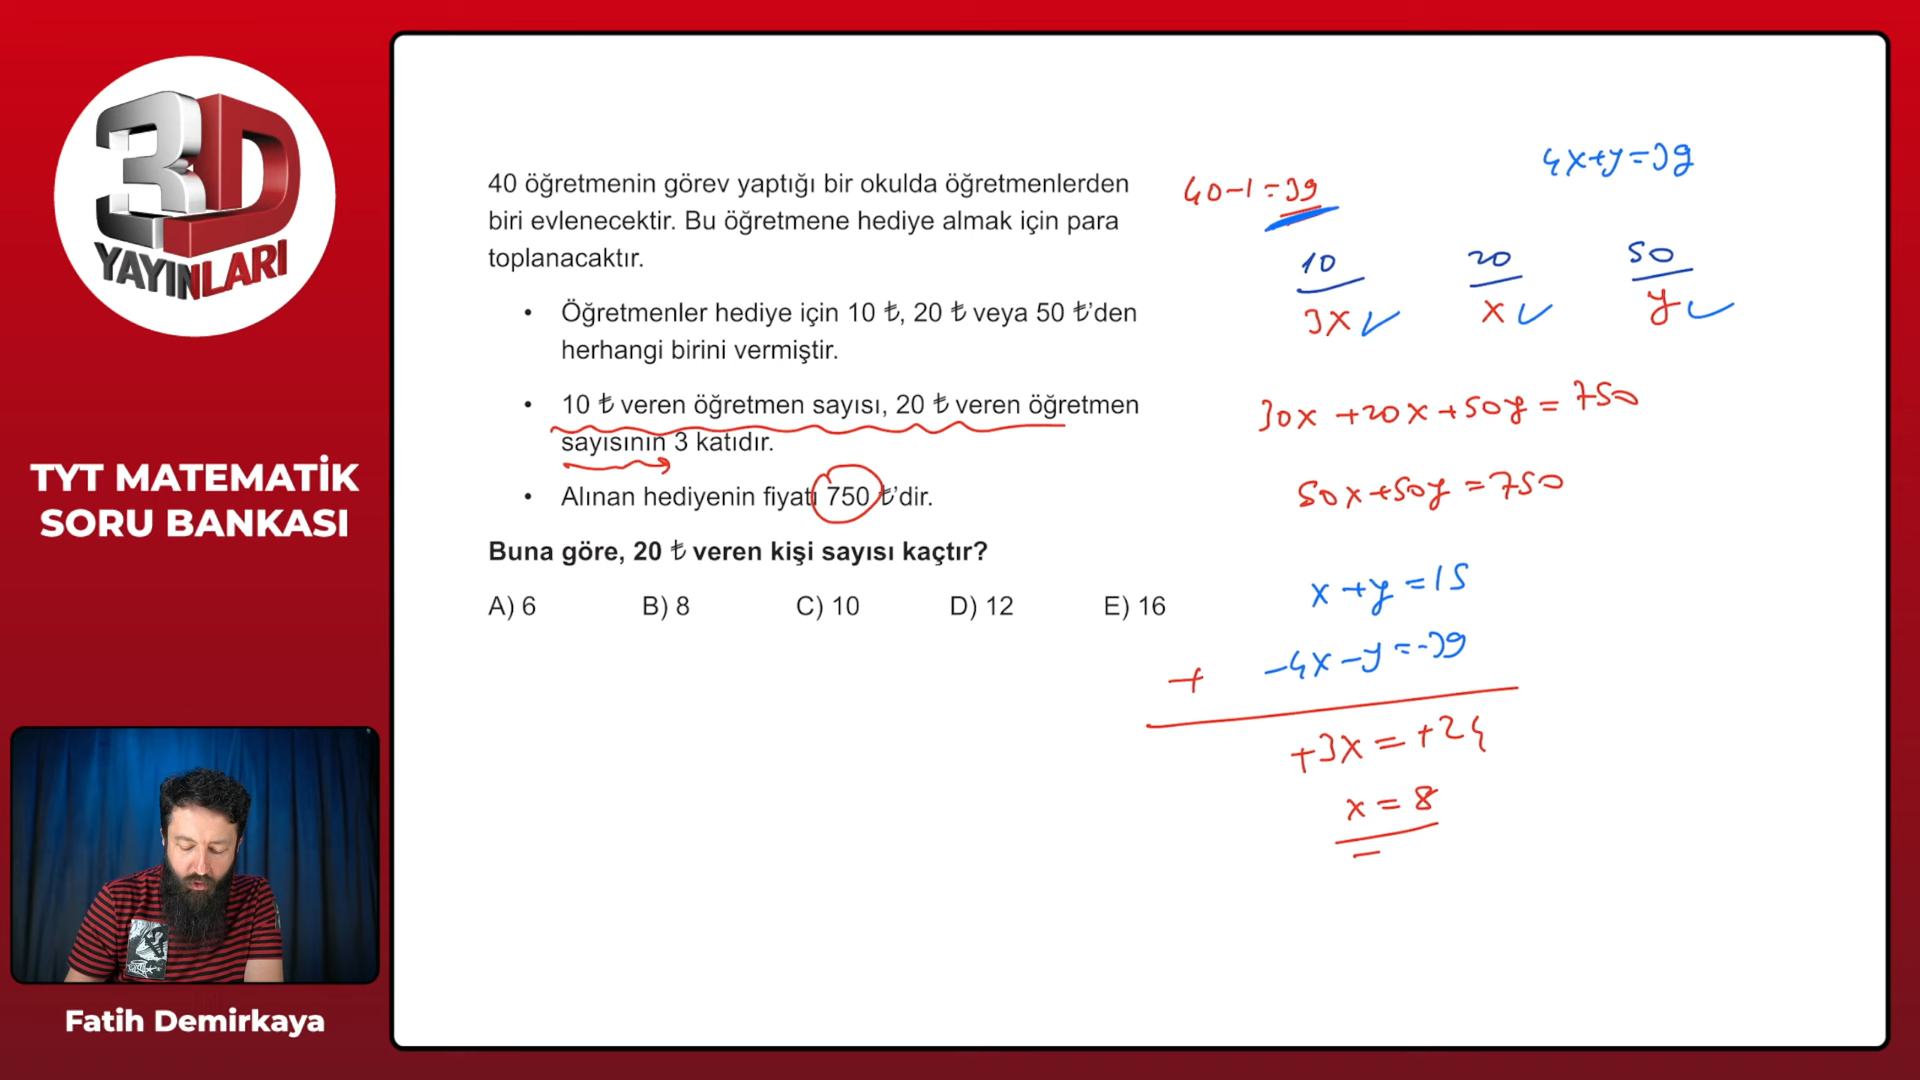 3D
YAYINLARI
TYT MATEMATİK
SORU BANKASI
Fatih Demirkaya
40 öğretmenin görev yaptığı bir okulda öğretmenlerden
biri evlenecektir. Bu öğretmene hediye almak için para
toplanacaktır.
• Öğretmenler hediye için 10 ₺, 20 ₺ veya 50 ₺'den
herhangi birini vermiştir.
• 10 ₺ veren öğretmen sayısı, 20 ₺ veren öğretmen
sayısının 3 katıdır.
• Alınan hediyenin fiyatı 750 ₺'dir.
Buna göre, 20 ₺ veren kişi sayısı kaçtır?
A) 6 B) 8 C) 10 D) 12 E) 16
40-1=39
4x+y=39
10 20 50
3x x y
30x+20x+50y=750
50x+50y=750
x+y=15
+ -4x-y=-39
+3x=+24
x=8